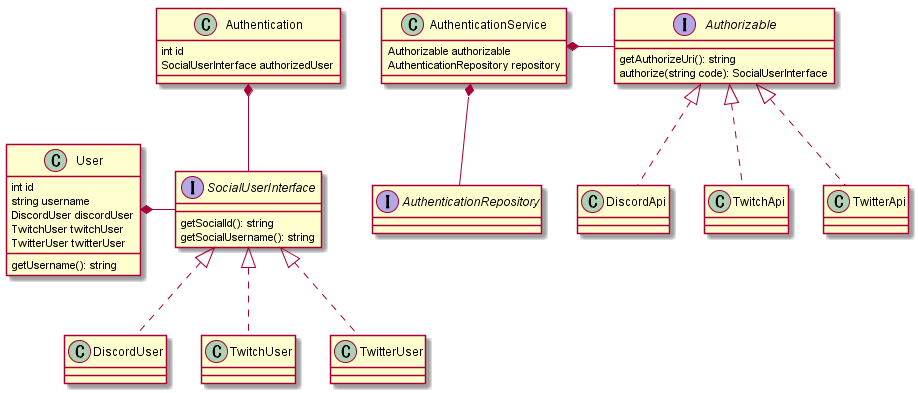 C Authentication
int id
SocialUserInterface authorizedUser
C AuthenticationService
Authorizable authorizable
AuthenticationRepository repository
I Authorizable
getAuthorizeUri(): string
authorize(string code): SocialUserInterface
C User
int id
string username
DiscordUser discordUser
TwitchUser twitchUser
TwitterUser twitterUser
getUsername(): string
I SocialUserInterface
getSocialId(): string
getSocialUsername(): string
I AuthenticationRepository
C DiscordApi
C TwitchApi
C TwitterApi
C DiscordUser
C TwitchUser
C TwitterUser